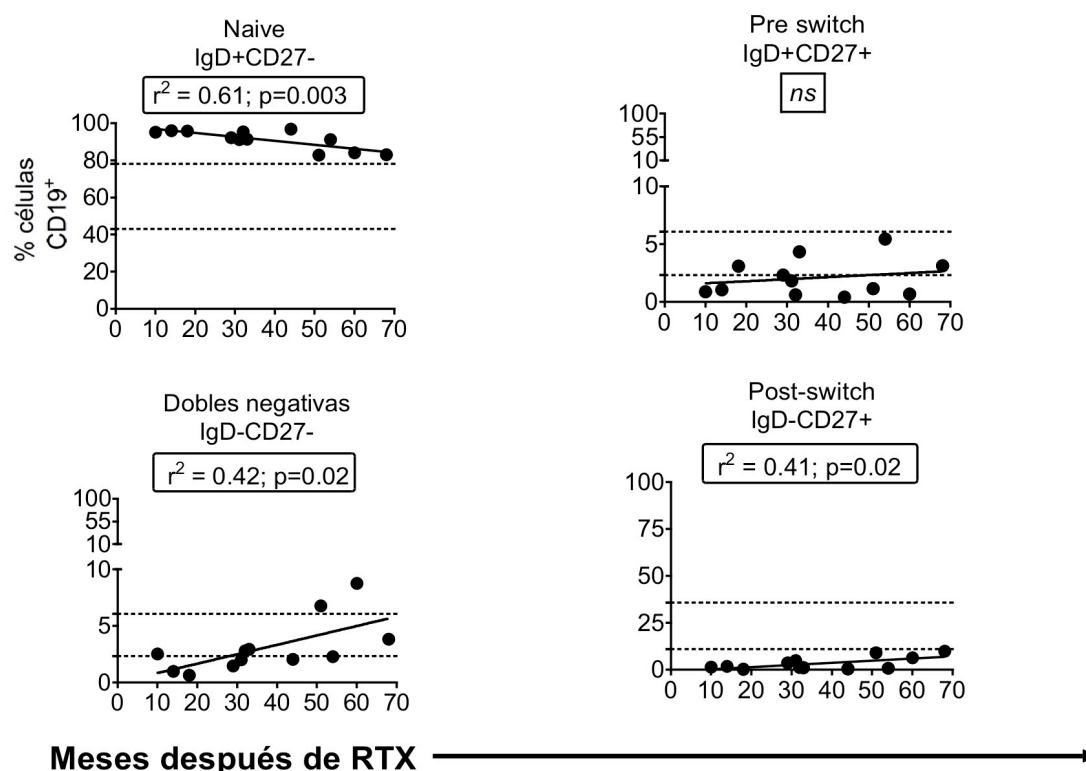 Naive
IgD+CD27-
r² = 0.61; p=0.003
% células
CD19⁺
100
80
60
40
20
0
0 10 20 30 40 50 60 70
Pre switch
IgD+CD27+
ns
100
55
10
10
5
0
0 10 20 30 40 50 60 70
Dobles negativas
IgD-CD27-
r² = 0.42; p=0.02
100
55
10
10
5
0
0 10 20 30 40 50 60 70
Post-switch
IgD-CD27+
r² = 0.41; p=0.02
100
75
50
25
0
0 10 20 30 40 50 60 70
Meses después de RTX